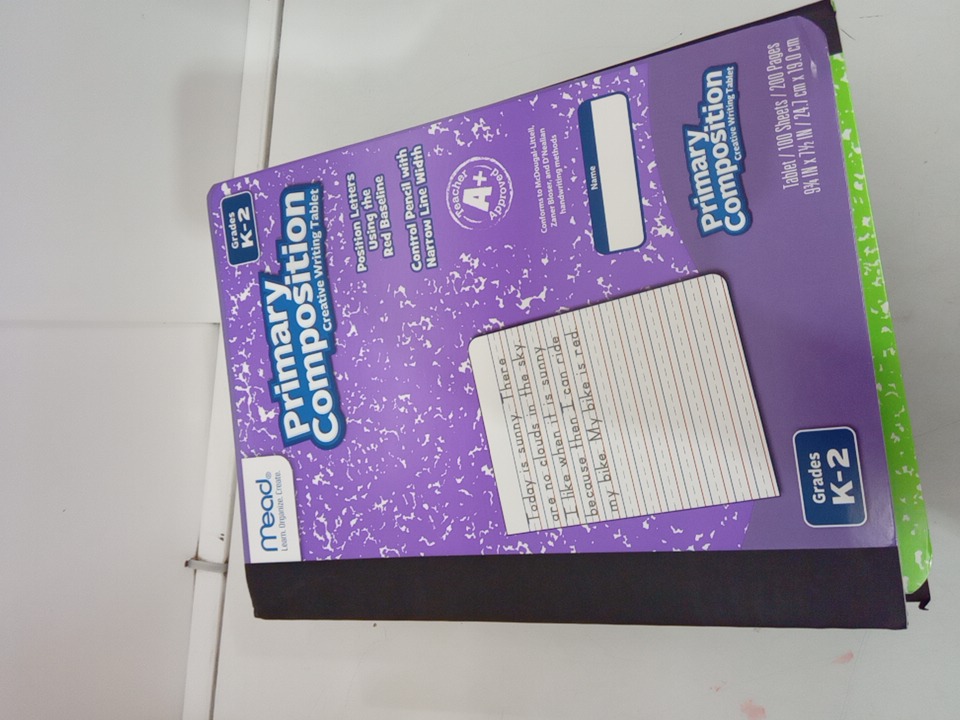 mead®
Learn. Organize. Create.
Grades
K-2
Primary
Composition
Creative Writing Tablet
Position Letters
Using the
Red Baseline
Control Pencil with
Narrow Line Width
Teacher
A+
Approved
Conforms to McDougal-Littell,
Zaner Bloser, and D'Nealian
handwriting methods
Name
Today is sunny There
are no clouds in the sky
I like when it is sunny
because then I can ride
my bike. My bike is red
Primary
Composition
Creative Writing Tablet
Tablet / 100 Sheets / 200 Pages
9¾ IN x 7½ IN / 24.7 cm x 19.0 cm
Grades
K-2